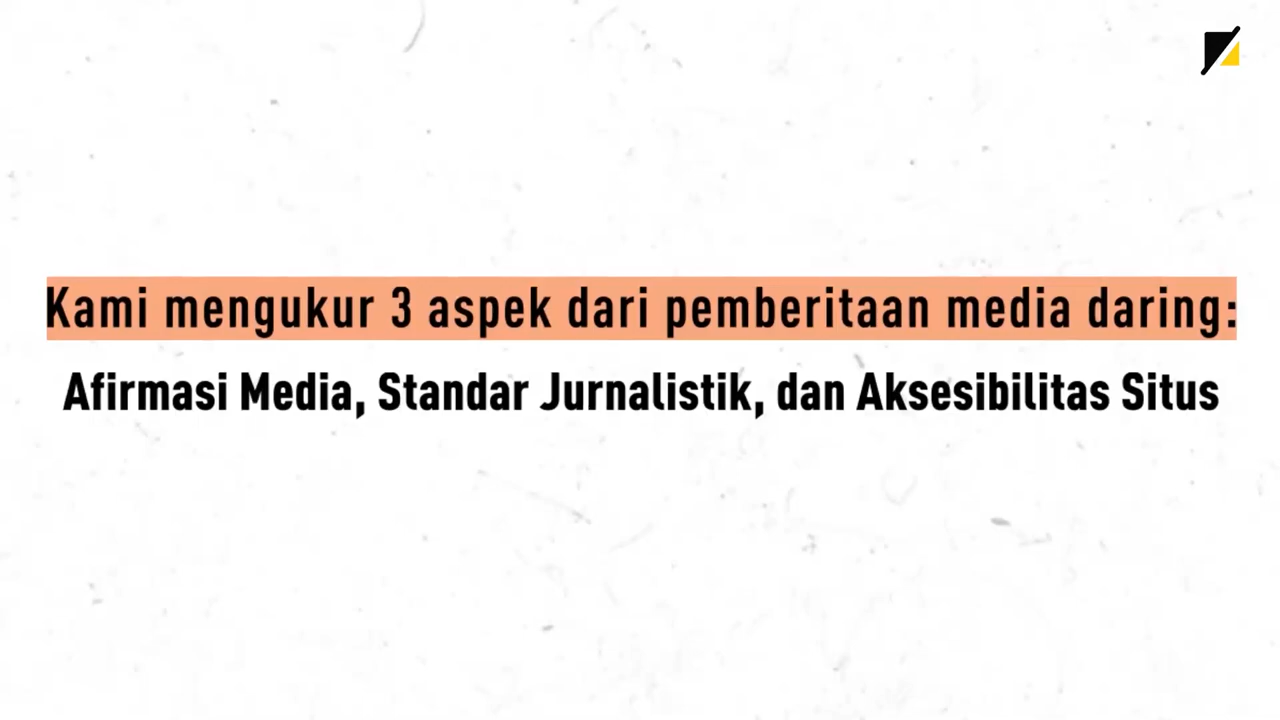 Kami mengukur 3 aspek dari pemberitaan media daring:
Afirmasi Media, Standar Jurnalistik, dan Aksesibilitas Situs